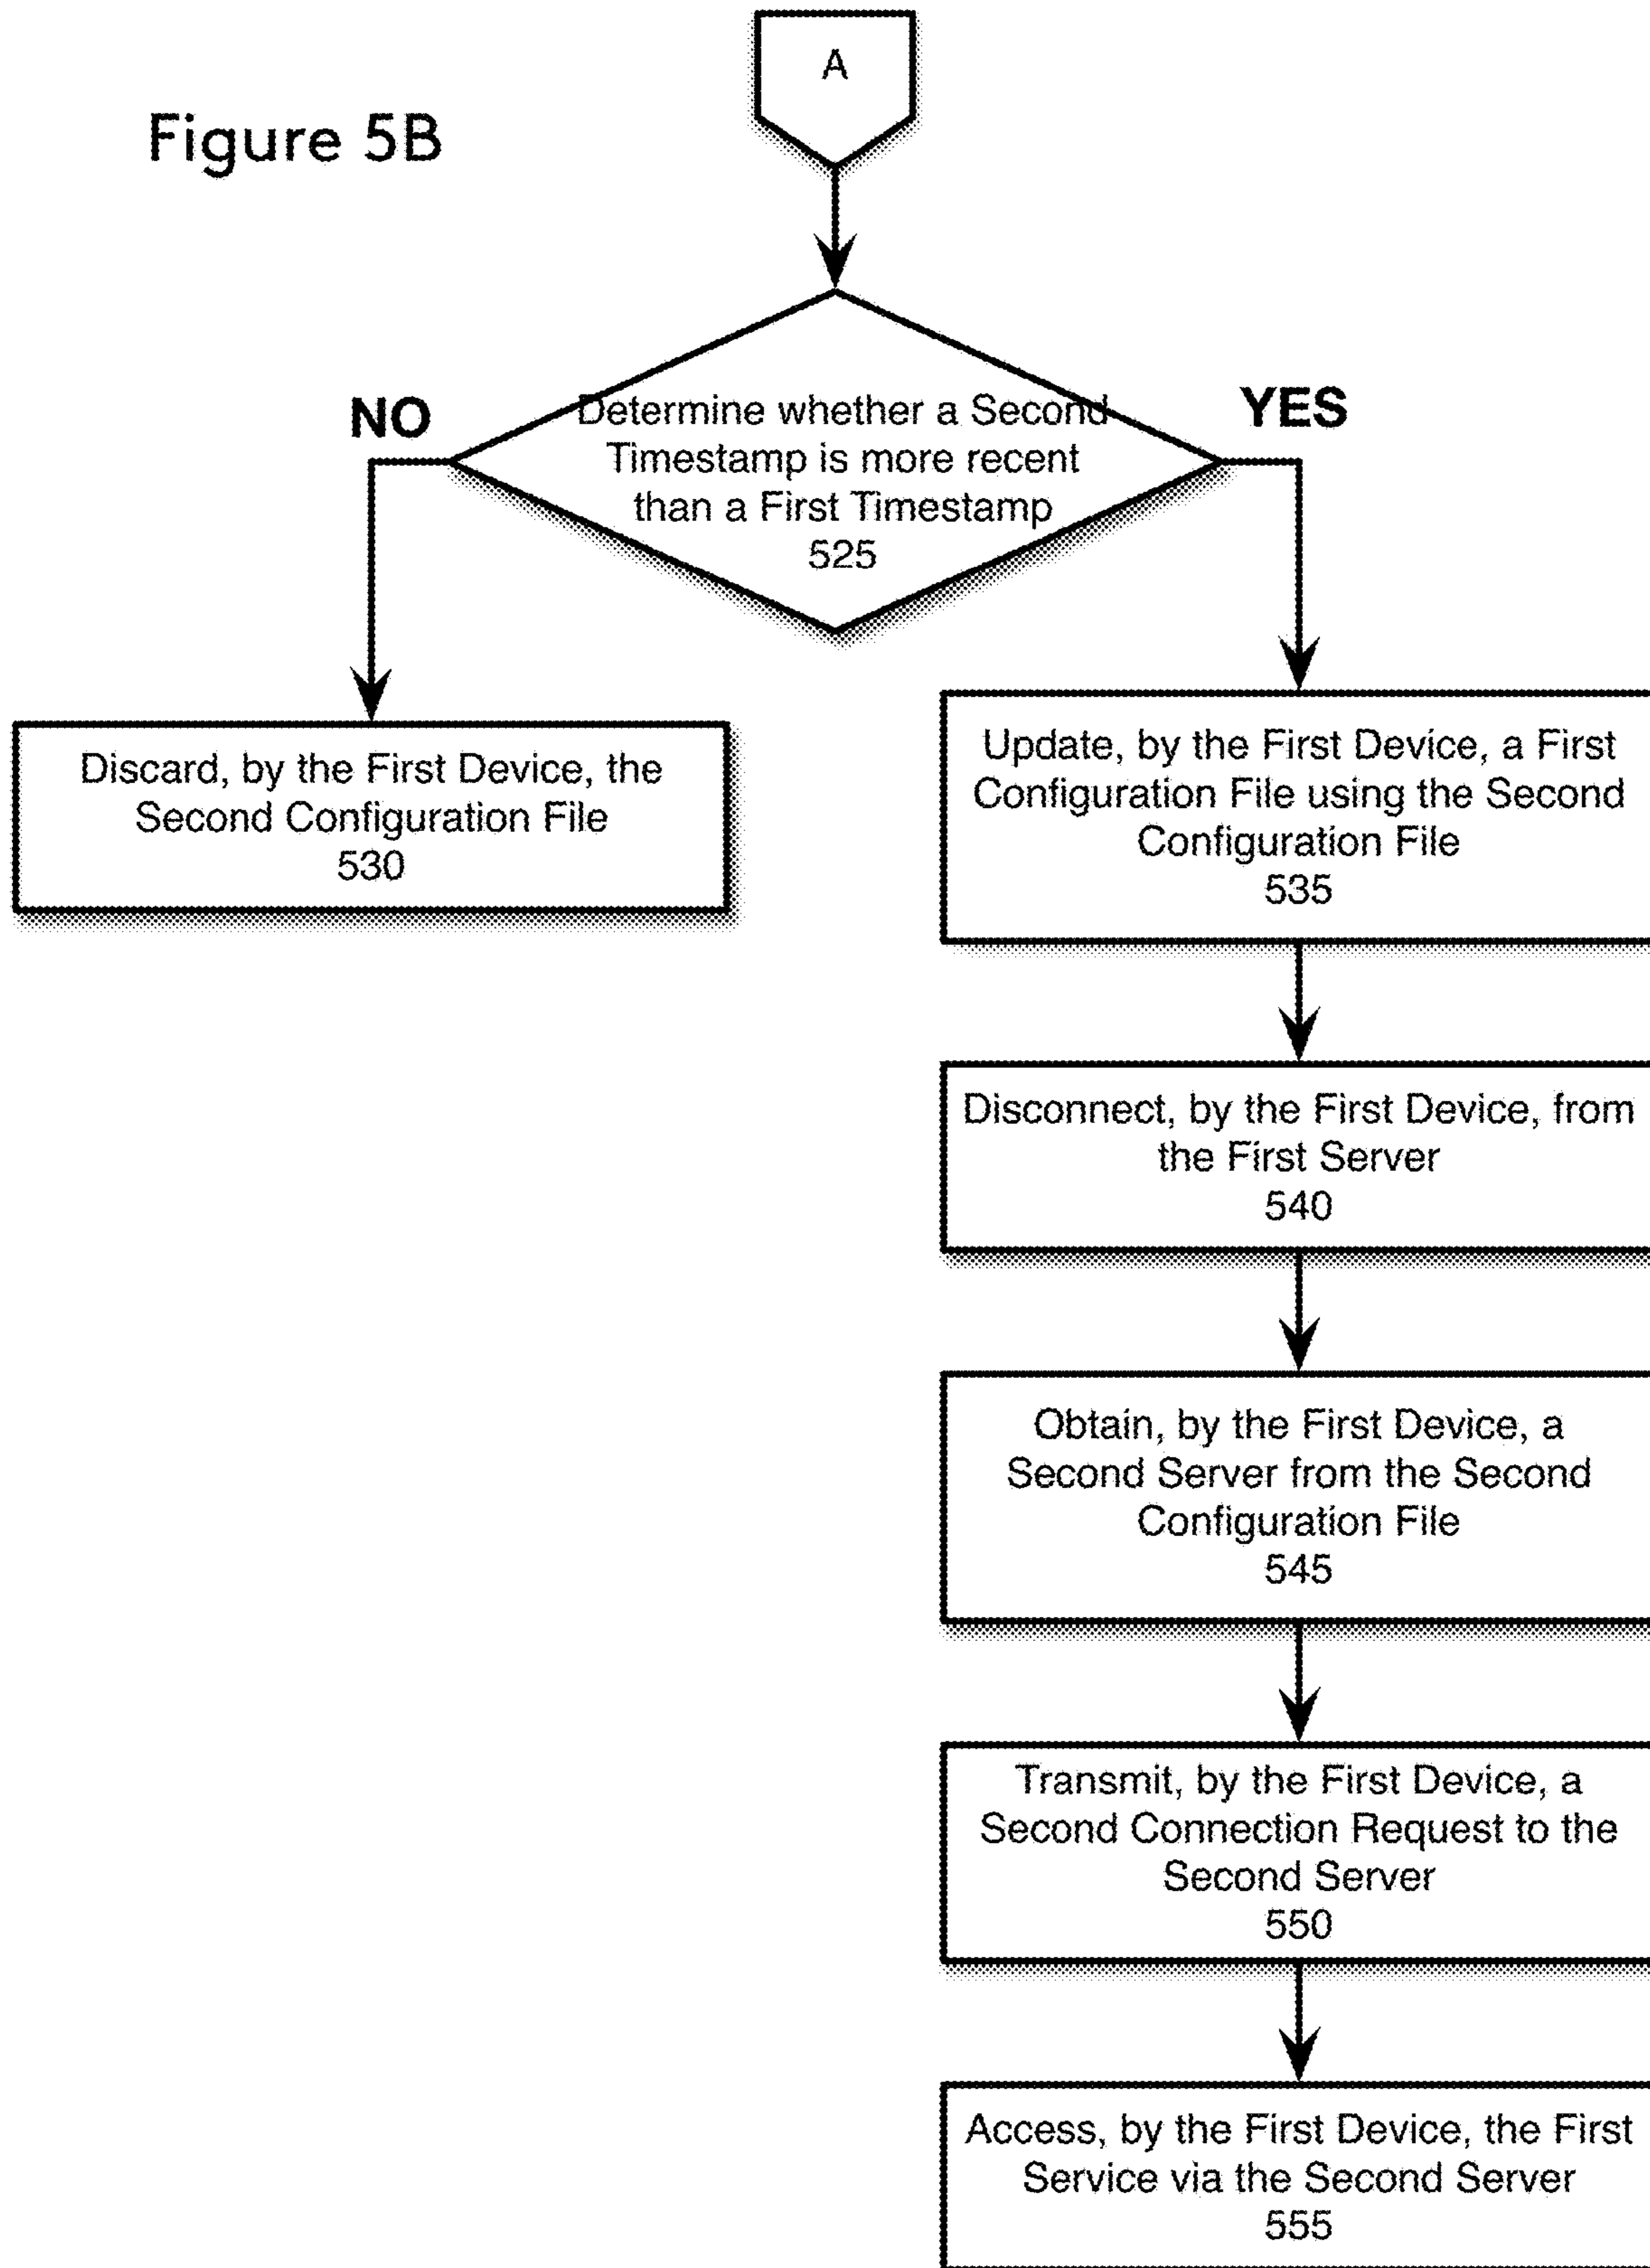 A
Figure 5B
NO
YES
Determine whether a Second
Timestamp is more recent
than a First Timestamp
525
Discard, by the First Device, the
Second Configuration File
530
Update, by the First Device, a First
Configuration File using the Second
Configuration File
535
Disconnect, by the First Device, from
the First Server
540
Obtain, by the First Device, a
Second Server from the Second
Configuration File
545
Transmit, by the First Device, a
Second Connection Request to the
Second Server
550
Access, by the First Device, the First
Service via the Second Server
555